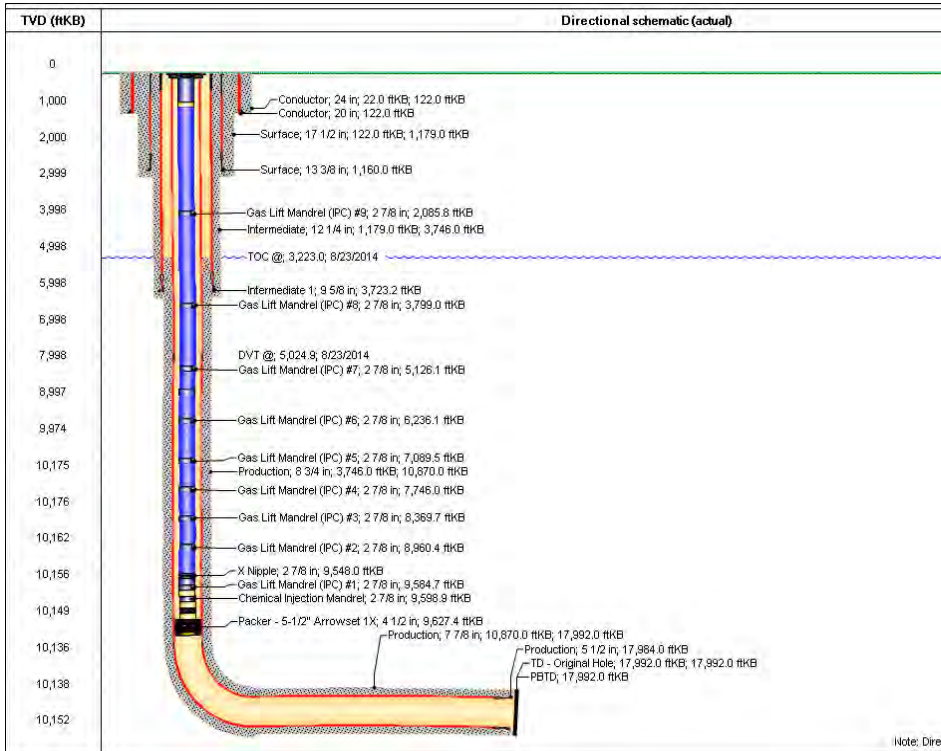 TVD (ftKB)
Directional schematic (actual)
0
1,000
2,000
2,999
3,998
4,998
5,998
6,998
7,998
8,997
9,974
10,175
10,176
10,162
10,156
10,149
10,136
10,138
10,152
Conductor; 24 in; 22.0 ftKB; 122.0 ftKB
Conductor; 20 in; 122.0 ftKB
Surface; 17 1/2 in; 122.0 ftKB; 1,179.0 ftKB
Surface; 13 3/8 in; 1,160.0 ftKB
Gas Lift Mandrel (IPC) #9; 2 7/8 in; 2,085.8 ftKB
Intermediate; 12 1/4 in; 1,179.0 ftKB; 3,746.0 ftKB
TOC @; 3,223.0; 8/23/2014
Intermediate 1; 9 5/8 in; 3,723.2 ftKB
Gas Lift Mandrel (IPC) #8; 2 7/8 in; 3,799.0 ftKB
DVT @; 5,024.9; 8/23/2014
Gas Lift Mandrel (IPC) #7; 2 7/8 in; 5,126.1 ftKB
Gas Lift Mandrel (IPC) #6; 2 7/8 in; 6,236.1 ftKB
Gas Lift Mandrel (IPC) #5; 2 7/8 in; 7,089.5 ftKB
Production; 8 3/4 in; 3,746.0 ftKB; 10,870.0 ftKB
Gas Lift Mandrel (IPC) #4; 2 7/8 in; 7,746.0 ftKB
Gas Lift Mandrel (IPC) #3; 2 7/8 in; 8,369.7 ftKB
Gas Lift Mandrel (IPC) #2; 2 7/8 in; 8,960.4 ftKB
X Nipple; 2 7/8 in; 9,548.0 ftKB
Gas Lift Mandrel (IPC) #1; 2 7/8 in; 9,584.7 ftKB
Chemical Injection Mandrel; 2 7/8 in; 9,598.9 ftKB
Packer - 5-1/2" Arrowset 1X; 4 1/2 in; 9,627.4 ftKB
Production; 7 7/8 in; 10,870.0 ftKB; 17,992.0 ftKB
Production; 5 1/2 in; 17,984.0 ftKB
TD - Original Hole; 17,992.0 ftKB; 17,992.0 ftKB
PBTD; 17,992.0 ftKB
Note: Dire